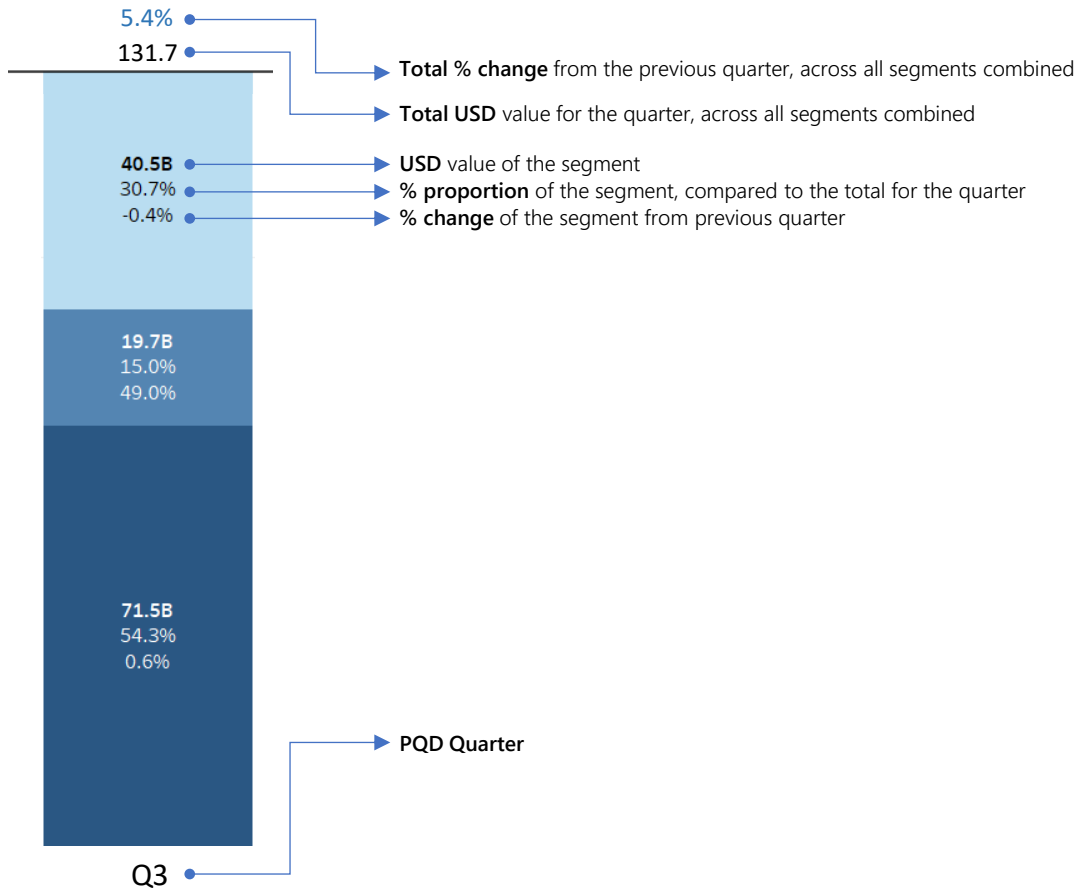 5.4%
131.7
Total % change from the previous quarter, across all segments combined
Total USD value for the quarter, across all segments combined
40.5B
30.7%
-0.4%
USD value of the segment
% proportion of the segment, compared to the total for the quarter
% change of the segment from previous quarter
19.7B
15.0%
49.0%
71.5B
54.3%
0.6%
PQD Quarter
Q3